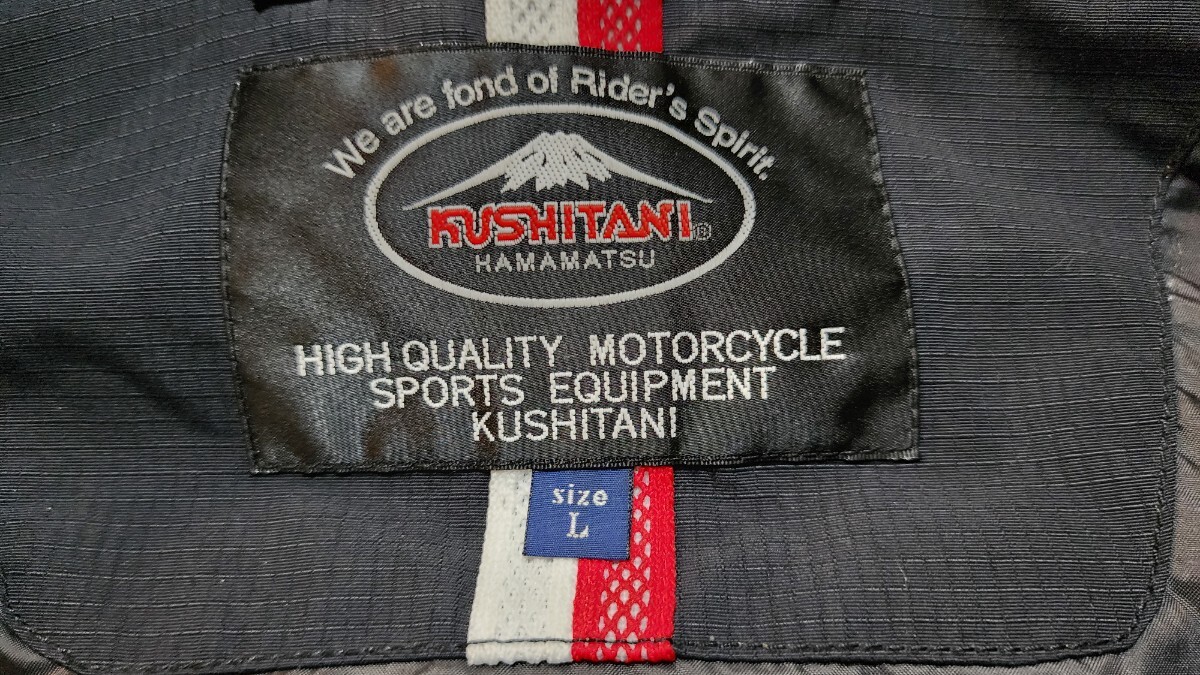 We are fond of Rider's Spirit.
KUSHITANI®
HAMAMATSU
HIGH QUALITY MOTORCYCLE
SPORTS EQUIPMENT
KUSHITANI
size
L